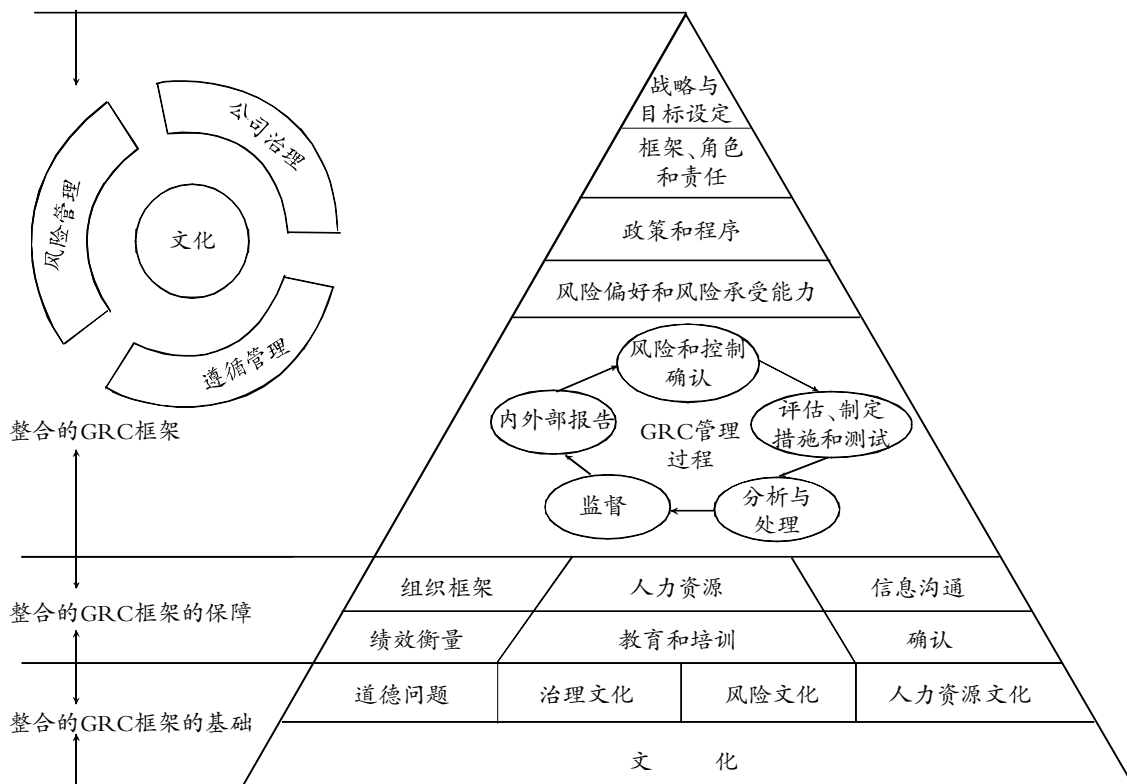 战略与
目标设定
框架、角色
和责任
政策和程序
风险偏好和风险承受能力
公司治理
风险管理
文化
遵循管理
整合的GRC框架
风险和控制
确认
评估、制定
措施和测试
分析与
处理
监督
内外部报告
GRC管理
过程
整合的GRC框架的保障
组织框架
人力资源
信息沟通
绩效衡量
教育和培训
确认
整合的GRC框架的基础
道德问题
治理文化
风险文化
人力资源文化
文 化